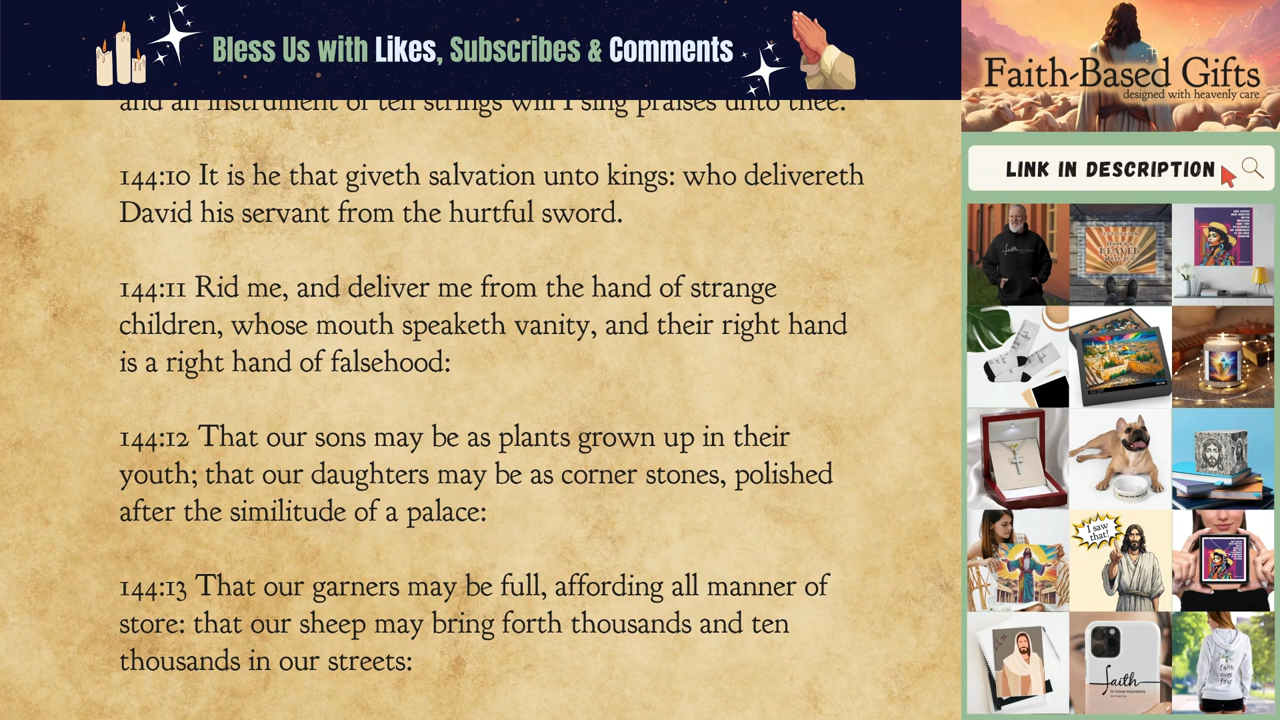 Bless Us with Likes, Subscribes & Comments
and an instrument of ten strings will I sing praises unto thee.
144:10 It is he that giveth salvation unto kings: who delivereth
David his servant from the hurtful sword.
144:11 Rid me, and deliver me from the hand of strange
children, whose mouth speaketh vanity, and their right hand
is a right hand of falsehood:
144:12 That our sons may be as plants grown up in their
youth; that our daughters may be as corner stones, polished
after the similitude of a palace:
144:13 That our garners may be full, affording all manner of
store: that our sheep may bring forth thousands and ten
thousands in our streets:
Faith-Based Gifts
designed with heavenly care
LINK IN DESCRIPTION
faith
HEAVEN
I saw
that!
faith
faith
over
fear